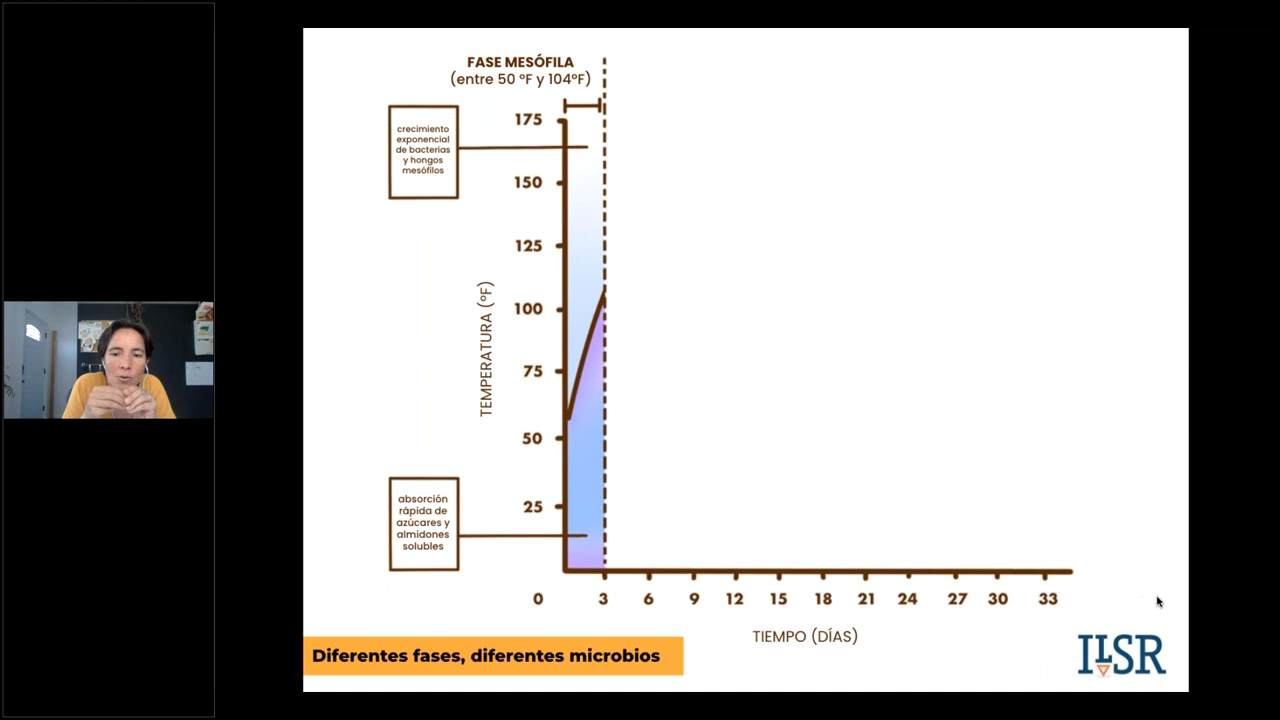 FASE MESÓFILA
(entre 50 ºF y 104ºF)
crecimiento
exponencial
de bacterias
y hongos
mesófilos
175
150
125
100
75
50
25
TEMPERATURA (ºF)
absorción
rápida de
azúcares y
almidones
solubles
0 3 6 9 12 15 18 21 24 27 30 33
TIEMPO (DÍAS)
Diferentes fases, diferentes microbios
ILSR